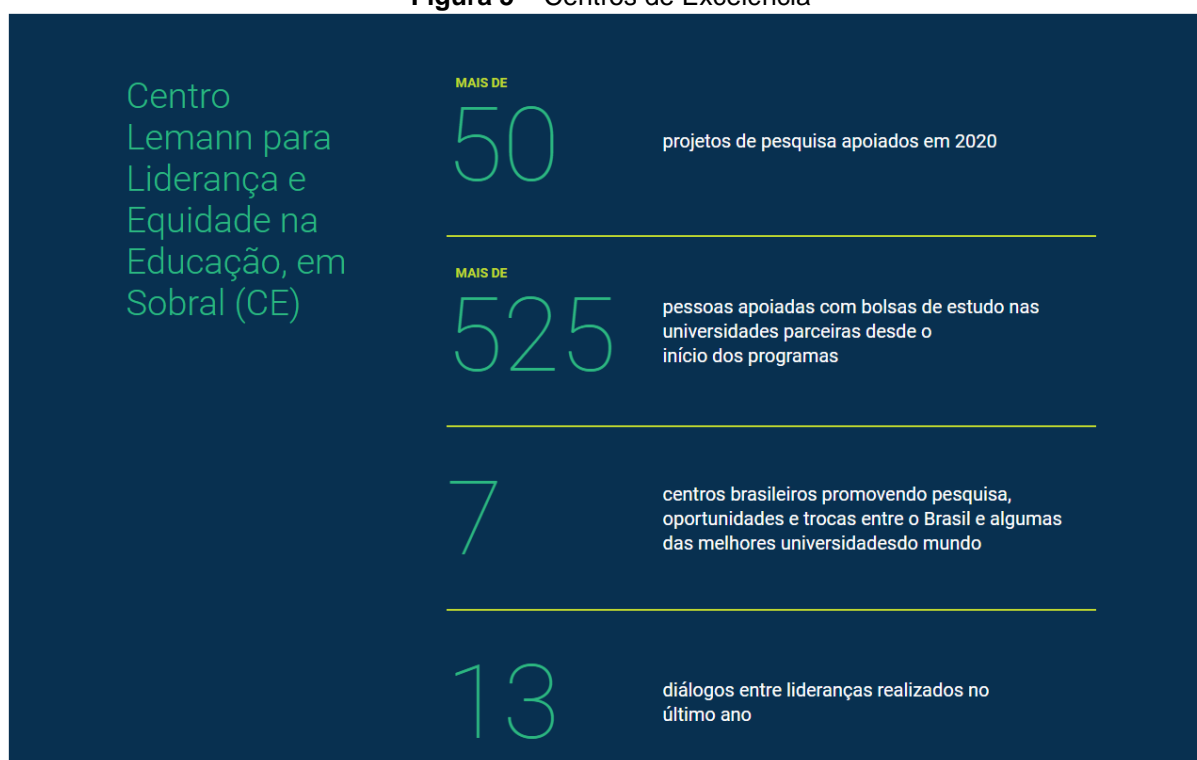 Centros de Excelência
Centro
Lemann para
Liderança e
Equidade na
Educação, em
Sobral (CE)
MAIS DE
50
projetos de pesquisa apoiados em 2020
MAIS DE
525
pessoas apoiadas com bolsas de estudo nas
universidades parceiras desde o
início dos programas
7
centros brasileiros promovendo pesquisa,
oportunidades e trocas entre o Brasil e algumas
das melhores universidadesdo mundo
13
diálogos entre lideranças realizados no
último ano